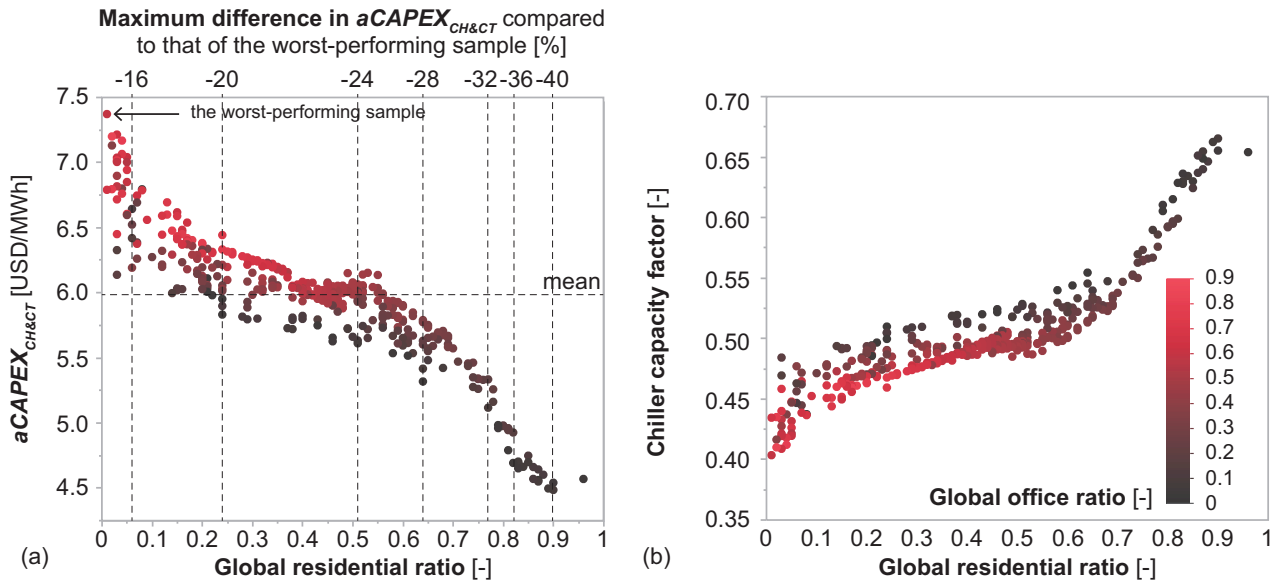 Maximum difference in aCAPEX_CH&CT compared
to that of the worst-performing sample [%]
-16 -20 -24 -28 -32 -36 -40
7.5
7.0
6.5
6.0
5.5
5.0
4.5
the worst-performing sample
mean
aCAPEX_CH&CT [USD/MWh]
0 0.1 0.2 0.3 0.4 0.5 0.6 0.7 0.8 0.9 1
(a) Global residential ratio [-]
0.70
0.65
0.60
0.55
0.50
0.45
0.40
0.35
Chiller capacity factor [-]
0.9
0.8
0.7
0.6
0.5
0.4
0.3
0.2
0.1
0
Global office ratio [-]
0 0.1 0.2 0.3 0.4 0.5 0.6 0.7 0.8 0.9 1
(b) Global residential ratio [-]